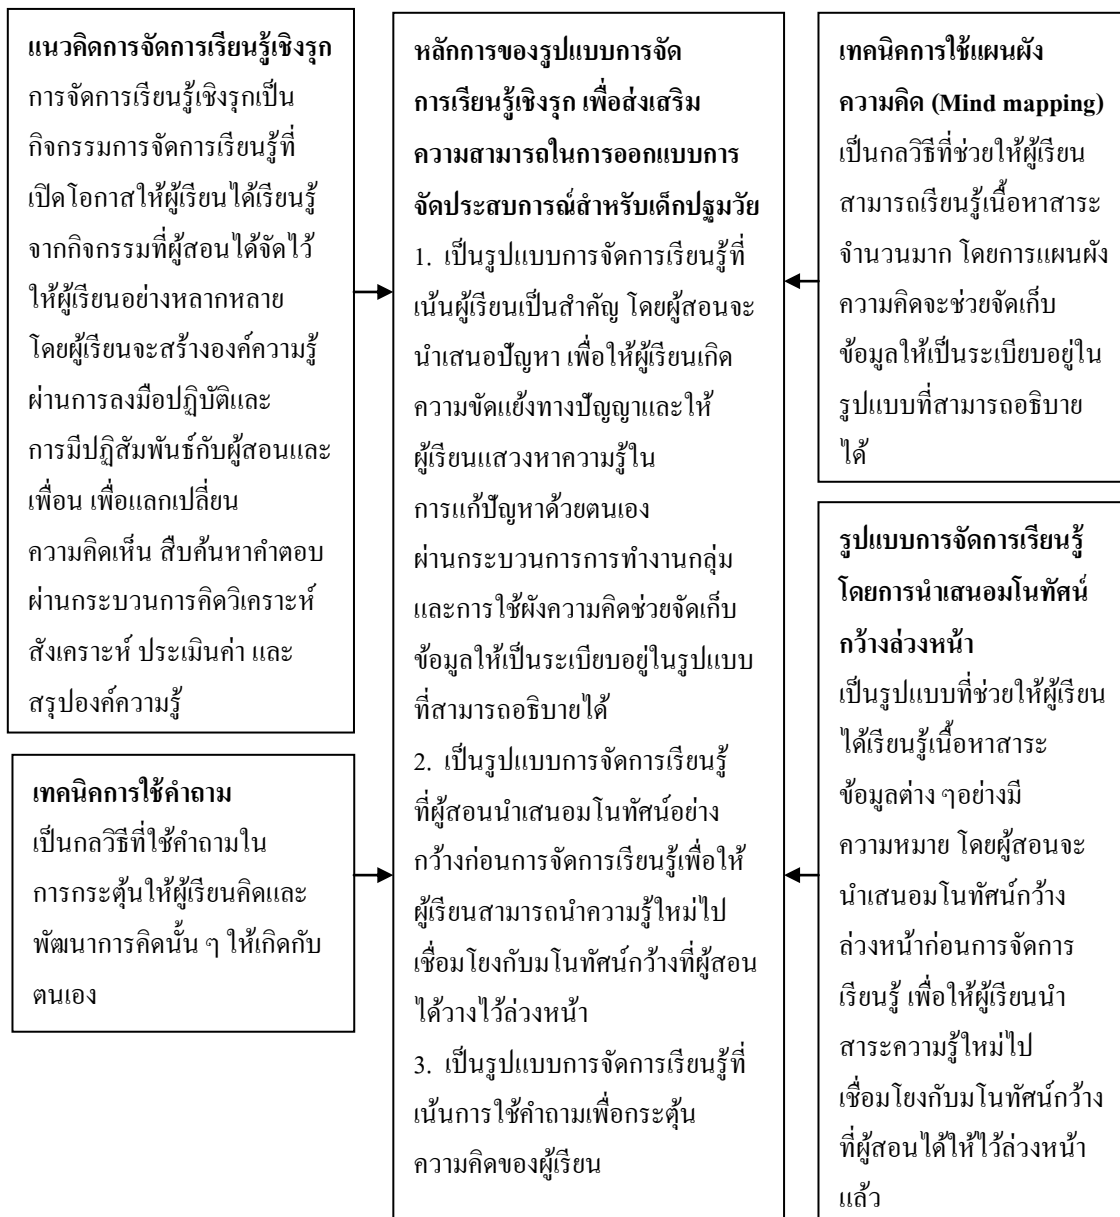 แนวคิดการจัดการเรียนรู้เชิงรุก
การจัดการเรียนรู้เชิงรุกเป็น
กิจกรรมการจัดการเรียนรู้ที่
เปิดโอกาสให้ผู้เรียนได้เรียนรู้
จากกิจกรรมที่ผู้สอนได้จัดไว้
ให้ผู้เรียนอย่างหลากหลาย
โดยผู้เรียนจะสร้างองค์ความรู้
ผ่านการลงมือปฏิบัติและ
การมีปฏิสัมพันธ์กับผู้สอนและ
เพื่อน เพื่อแลกเปลี่ยน
ความคิดเห็น สืบค้นหาคำตอบ
ผ่านกระบวนการคิดวิเคราะห์
สังเคราะห์ ประเมินค่า และ
สรุปองค์ความรู้
เทคนิคการใช้คำถาม
เป็นกลวิธีที่ใช้คำถามใน
การกระตุ้นให้ผู้เรียนคิดและ
พัฒนาการคิดนั้น ๆ ให้เกิดกับ
ตนเอง
หลักการของรูปแบบการจัด
การเรียนรู้เชิงรุก เพื่อส่งเสริม
ความสามารถในการออกแบบการ
จัดประสบการณ์สำหรับเด็กปฐมวัย
1. เป็นรูปแบบการจัดการเรียนรู้ที่
เน้นผู้เรียนเป็นสำคัญ โดยผู้สอนจะ
นำเสนอปัญหา เพื่อให้ผู้เรียนเกิด
ความขัดแย้งทางปัญญาและให้
ผู้เรียนแสวงหาความรู้ใน
การแก้ปัญหาด้วยตนเอง
ผ่านกระบวนการการทำงานกลุ่ม
และการใช้ผังความคิดช่วยจัดเก็บ
ข้อมูลให้เป็นระเบียบอยู่ในรูปแบบ
ที่สามารถอธิบายได้
2. เป็นรูปแบบการจัดการเรียนรู้
ที่ผู้สอนนำเสนอมโนทัศน์อย่าง
กว้างก่อนการจัดการเรียนรู้เพื่อให้
ผู้เรียนสามารถนำความรู้ใหม่ไป
เชื่อมโยงกับมโนทัศน์กว้างที่ผู้สอน
ได้วางไว้ล่วงหน้า
3. เป็นรูปแบบการจัดการเรียนรู้ที่
เน้นการใช้คำถามเพื่อกระตุ้น
ความคิดของผู้เรียน
เทคนิคการใช้แผนผัง
ความคิด (Mind mapping)
เป็นกลวิธีที่ช่วยให้ผู้เรียน
สามารถเรียนรู้เนื้อหาสาระ
จำนวนมาก โดยการแผนผัง
ความคิดจะช่วยจัดเก็บ
ข้อมูลให้เป็นระเบียบอยู่ใน
รูปแบบที่สามารถอธิบาย
ได้
รูปแบบการจัดการเรียนรู้
โดยการนำเสนอมโนทัศน์
กว้างล่วงหน้า
เป็นรูปแบบที่ช่วยให้ผู้เรียน
ได้เรียนรู้เนื้อหาสาระ
ข้อมูลต่าง ๆอย่างมี
ความหมาย โดยผู้สอนจะ
นำเสนอมโนทัศน์กว้าง
ล่วงหน้าก่อนการจัดการ
เรียนรู้ เพื่อให้ผู้เรียนนำ
สาระความรู้ใหม่ไป
เชื่อมโยงกับมโนทัศน์กว้าง
ที่ผู้สอนได้ให้ไว้ล่วงหน้า
แล้ว